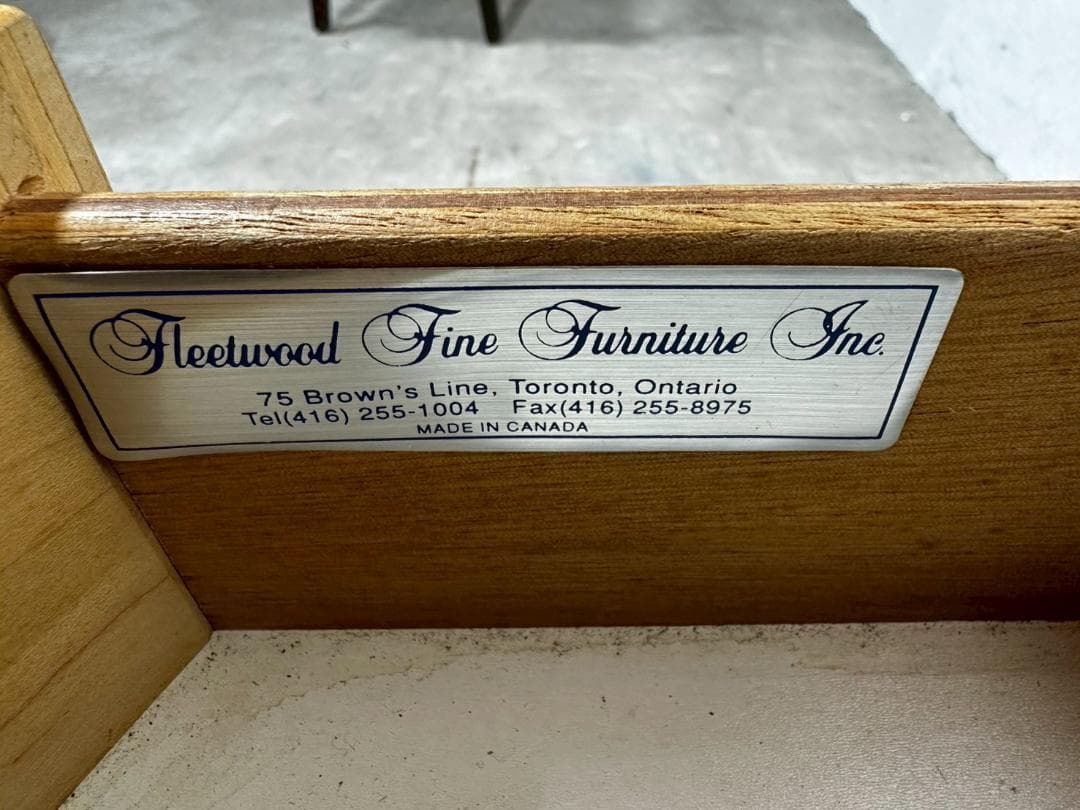 Fleetwood Fine Furniture Inc.
75 Brown's Line, Toronto, Ontario
Tel(416) 255-1004 Fax(416) 255-8975
MADE IN CANADA